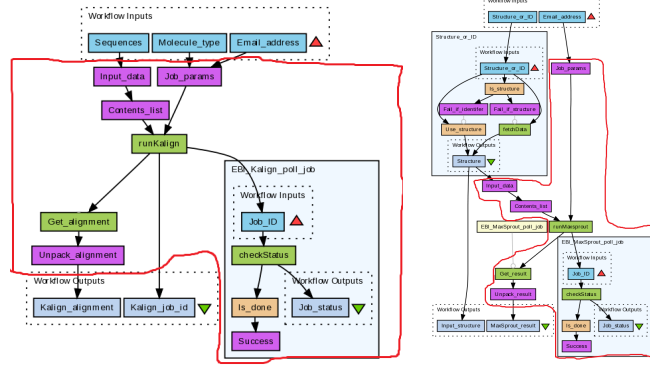 Workflow Inputs
Sequences
Molecule_type
Email_address
Input_data
Job_params
Contents_list
runKalign
EBI_Kalign_poll_job
Workflow Inputs
Get_alignment
Job_ID
Unpack_alignment
checkStatus
Workflow Outputs
Workflow Outputs
Kalign_alignment
Kalign_job_id
Is_done
Job_status
Success
Workflow Inputs
Structure_or_ID
Email_address
Structure_or_ID
Workflow Inputs
Structure_or_ID
Job_params
Is_structure
Fail_if_identifier
Fail_if_structure
Use_structure
fetchData
Workflow Outputs
Structure
Input_data
Contents_list
EBI_MaxSprout_poll_job
runMaxsprout
EBI_MaxSprout_poll_job
Workflow Inputs
Get_result
Job_ID
Unpack_result
checkStatus
Workflow Outputs
Workflow Outputs
Input_structure
MaxSprout_result
Is_done
Job_status
Success